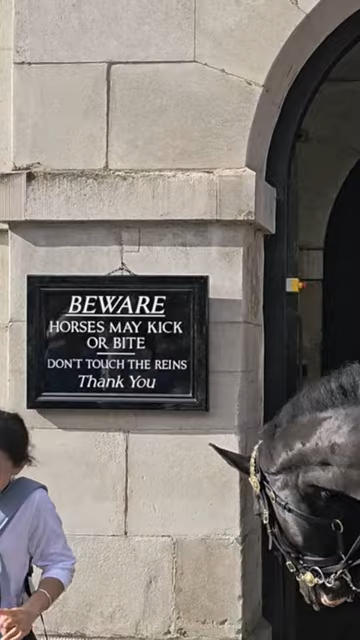 BEWARE
HORSES MAY KICK
OR BITE
DON'T TOUCH THE REINS
Thank You